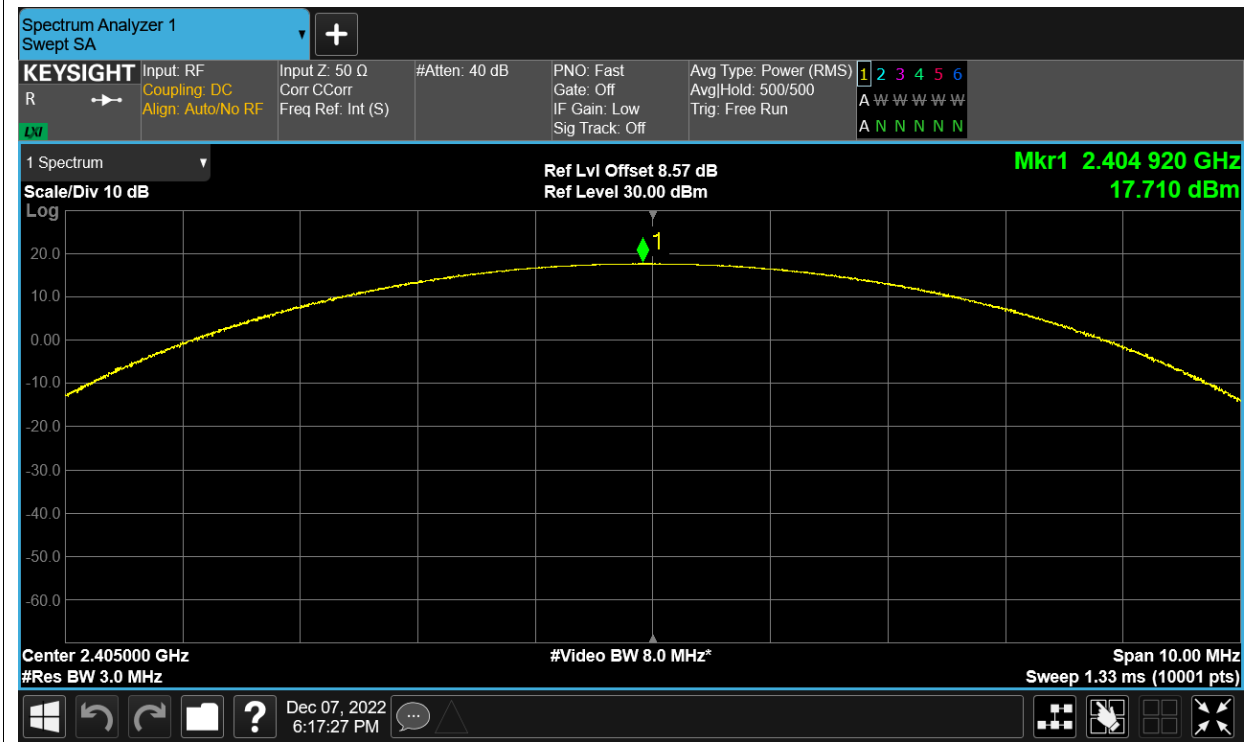 Spectrum Analyzer 1
Swept SA
KEYSIGHT
R
LXI
Input: RF
Coupling: DC
Align: Auto/No RF
Input Z: 50 Ω
Corr CCorr
Freq Ref: Int (S)
#Atten: 40 dB
PNO: Fast
Gate: Off
IF Gain: Low
Sig Track: Off
Avg Type: Power (RMS)
Avg|Hold: 500/500
Trig: Free Run
1 2 3 4 5 6
A W W W W W
A N N N N N
1 Spectrum
Scale/Div 10 dB
Ref Lvl Offset 8.57 dB
Ref Level 30.00 dBm
Mkr1 2.404 920 GHz
17.710 dBm
Log
1
20.0
10.0
0.00
-10.0
-20.0
-30.0
-40.0
-50.0
-60.0
Center 2.405000 GHz
#Res BW 3.0 MHz
#Video BW 8.0 MHz*
Span 10.00 MHz
Sweep 1.33 ms (10001 pts)
?
Dec 07, 2022
6:17:27 PM